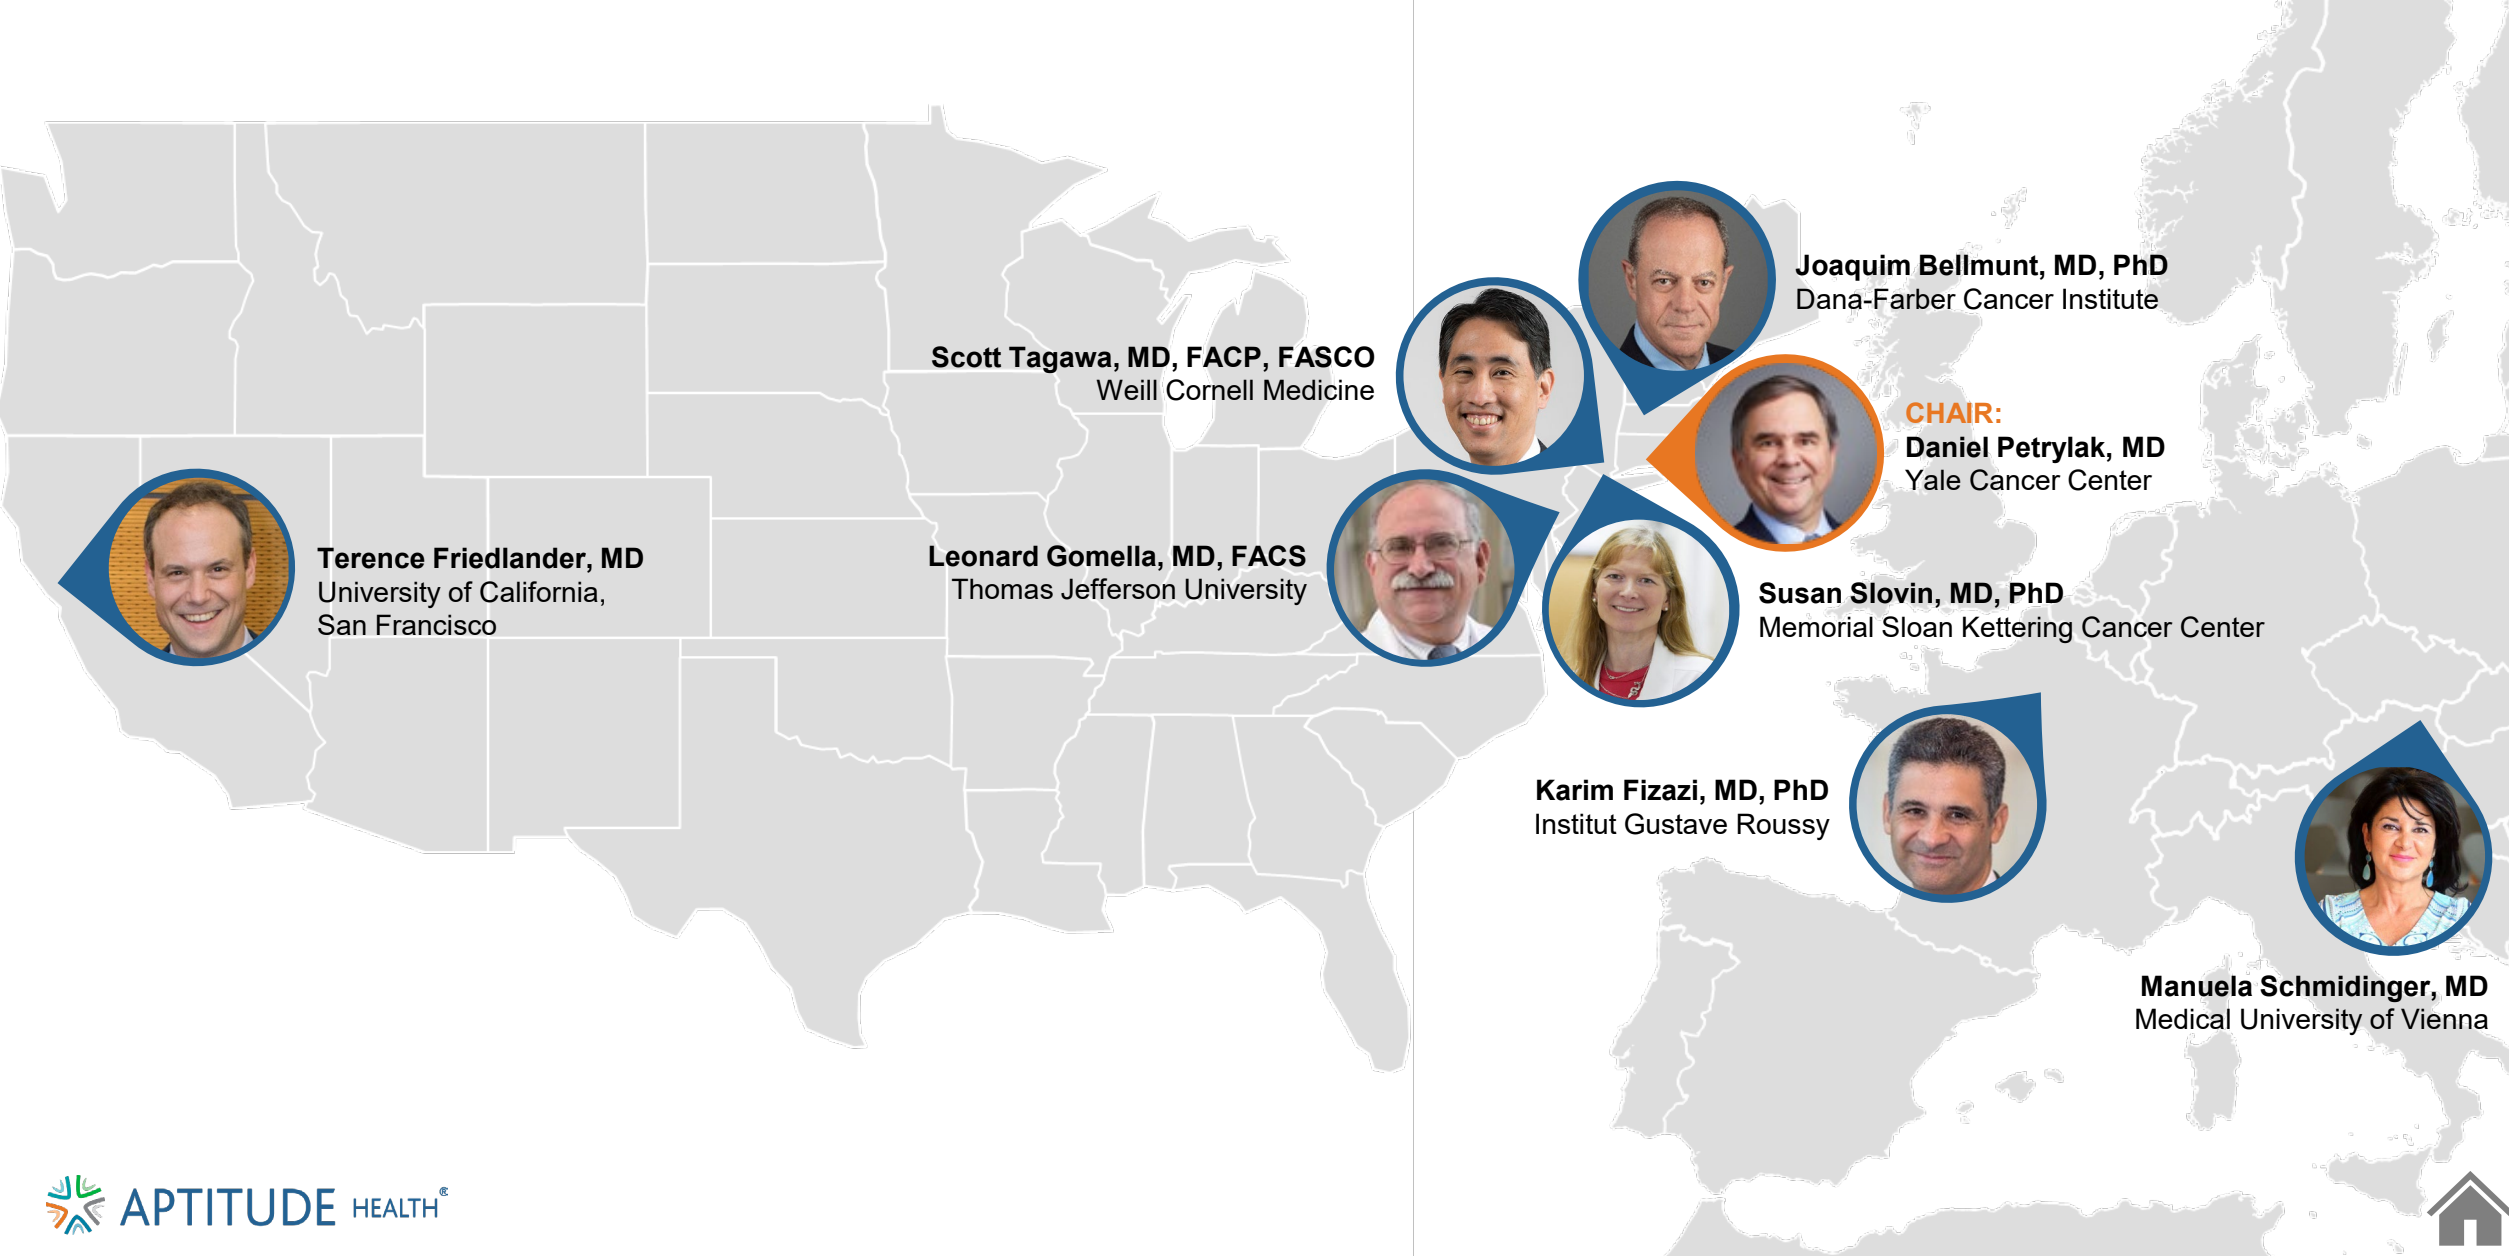 Joaquim Bellmunt, MD, PhD
Dana-Farber Cancer Institute
Scott Tagawa, MD, FACP, FASCO
Weill Cornell Medicine
CHAIR:
Daniel Petrylak, MD
Yale Cancer Center
Terence Friedlander, MD
University of California,
San Francisco
Leonard Gomella, MD, FACS
Thomas Jefferson University
Susan Slovin, MD, PhD
Memorial Sloan Kettering Cancer Center
Karim Fizazi, MD, PhD
Institut Gustave Roussy
Manuela Schmidinger, MD
Medical University of Vienna
APTITUDE HEALTH®